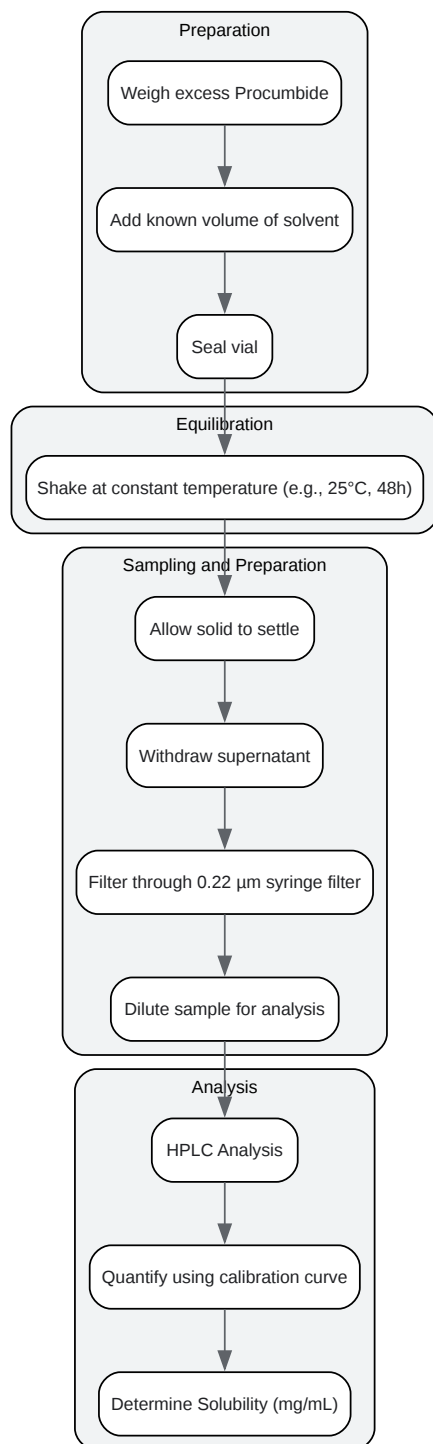 Preparation
Weigh excess Procumbide
Add known volume of solvent
Seal vial
Equilibration
Shake at constant temperature (e.g., 25°C, 48h)
Sampling and Preparation
Allow solid to settle
Withdraw supernatant
Filter through 0.22 µm syringe filter
Dilute sample for analysis
Analysis
HPLC Analysis
Quantify using calibration curve
Determine Solubility (mg/mL)